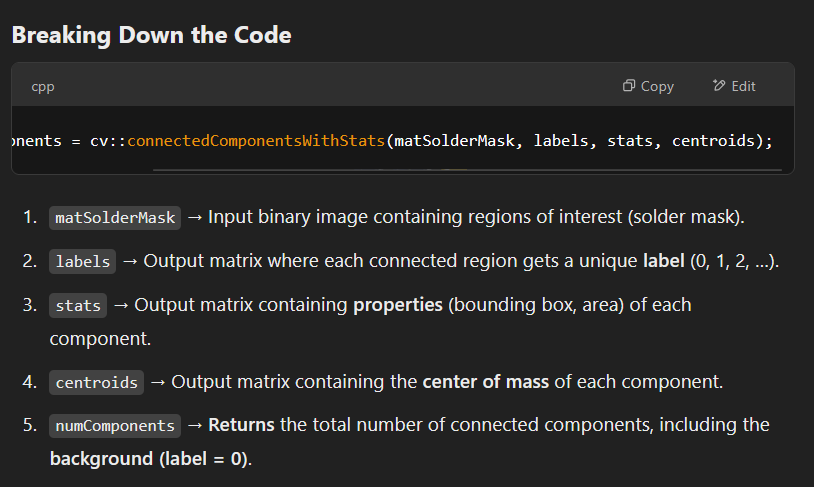 Breaking Down the Code
cpp Copy Edit
onents = cv::connectedComponentsWithStats(matSolderMask, labels, stats, centroids);
1. matSolderMask → Input binary image containing regions of interest (solder mask).
2. labels → Output matrix where each connected region gets a unique label (0, 1, 2, ...).
3. stats → Output matrix containing properties (bounding box, area) of each
component.
4. centroids → Output matrix containing the center of mass of each component.
5. numComponents → Returns the total number of connected components, including the
background (label = 0).